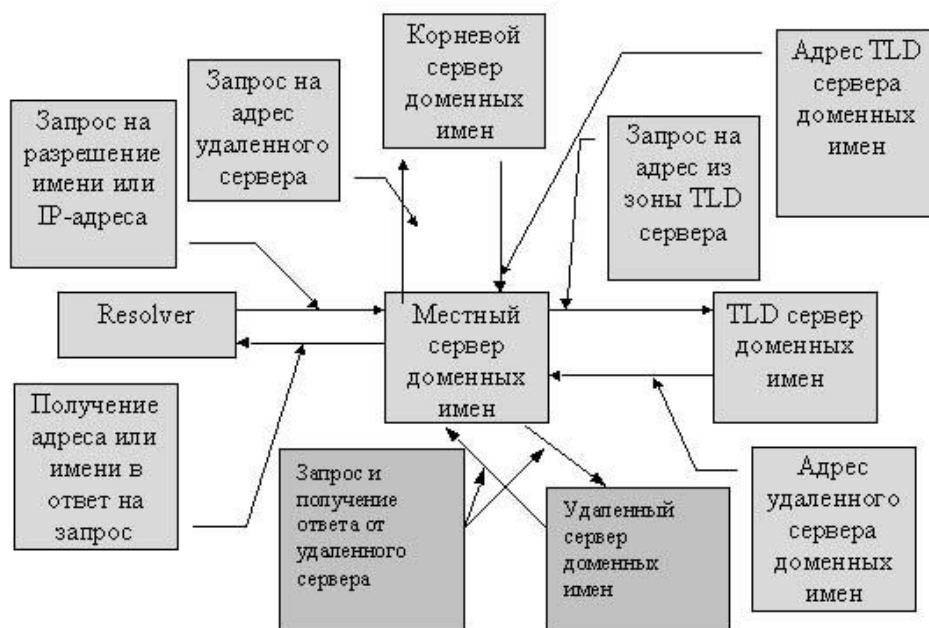 Корневой
сервер
доменных
имен
Адрес TLD
сервера
доменных
имен
Запрос на
адрес
удаленного
сервера
Запрос на
разрешение
имени или
IP-адреса
Запрос на
адрес из
зоны TLD
сервера
Resolver
Местный
сервер
доменных
имен
TLD сервер
доменных
имен
Получение
адреса или
имени в
ответ на
запрос
Запрос и
получение
ответа от
удаленного
сервера
Удаленный
сервер
доменных
имен
Адрес
удаленного
сервера
доменных
имен